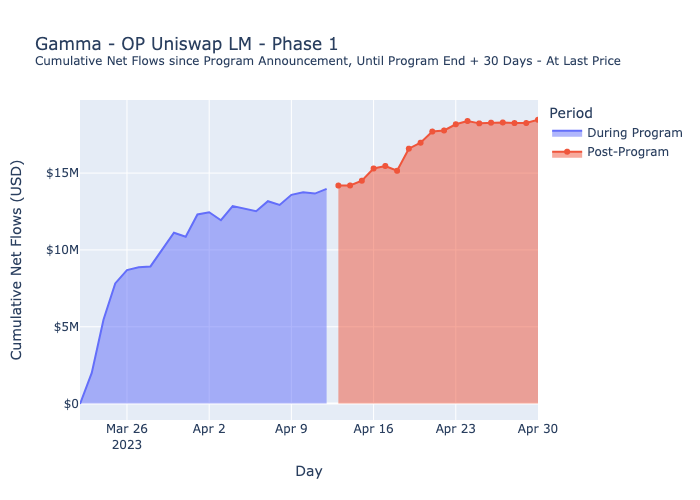 Gamma - OP Uniswap LM - Phase 1
Cumulative Net Flows since Program Announcement, Until Program End + 30 Days - At Last Price
Period
During Program
Post-Program
Cumulative Net Flows (USD)
$15M
$10M
$5M
$0
Mar 26
2023
Apr 2
Apr 9
Apr 16
Apr 23
Apr 30
Day